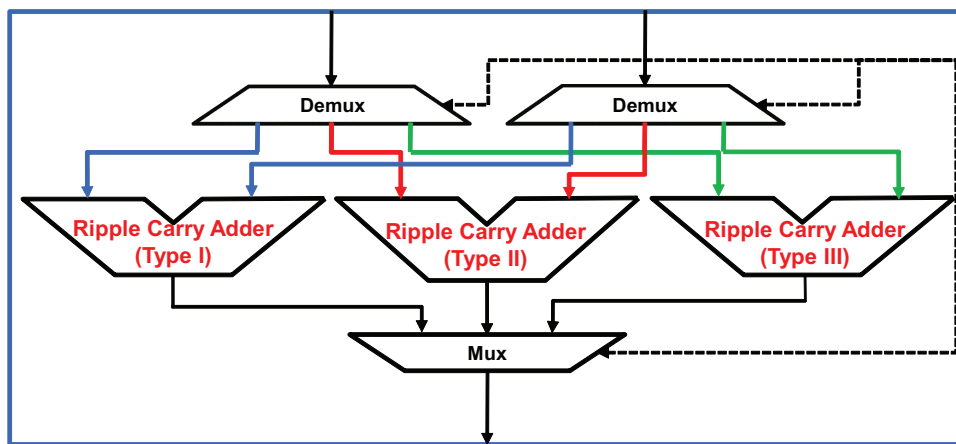 Demux
Demux
Ripple Carry Adder
(Type I)
Ripple Carry Adder
(Type II)
Ripple Carry Adder
(Type III)
Mux